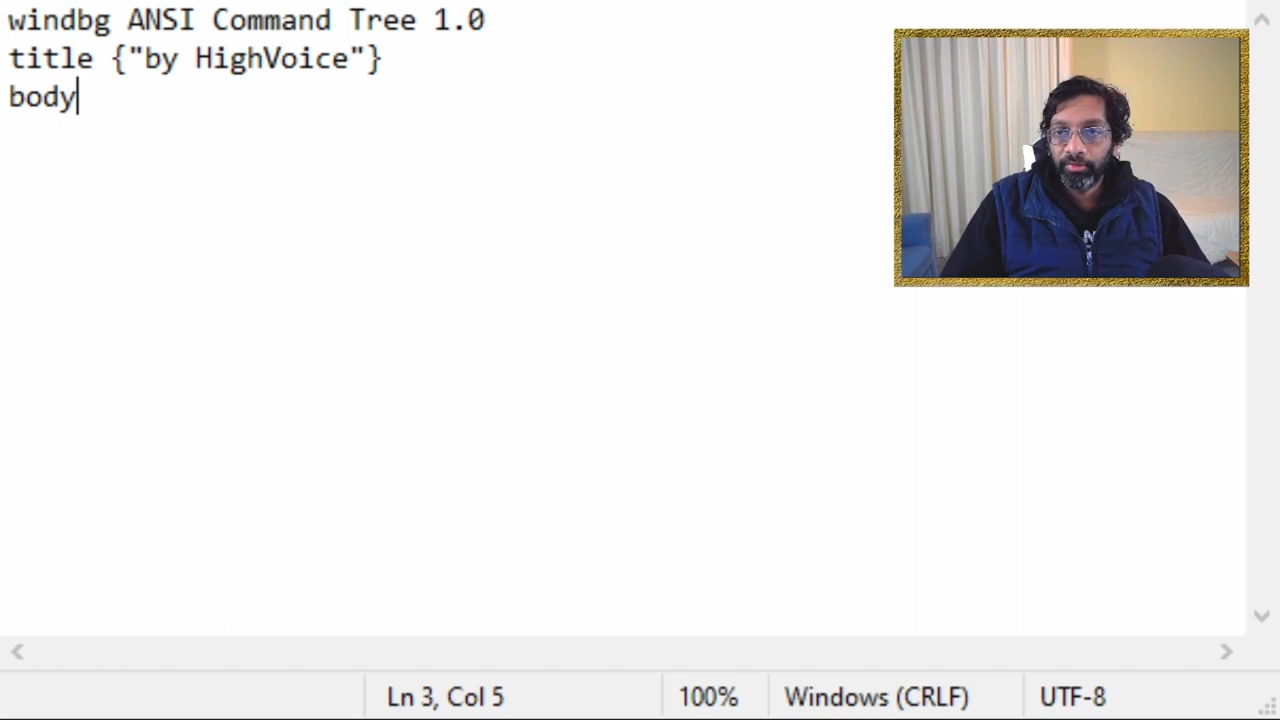 windbg ANSI Command Tree 1.0
title {"by HighVoice"}
body
Ln 3, Col 5
100%
Windows (CRLF)
UTF-8